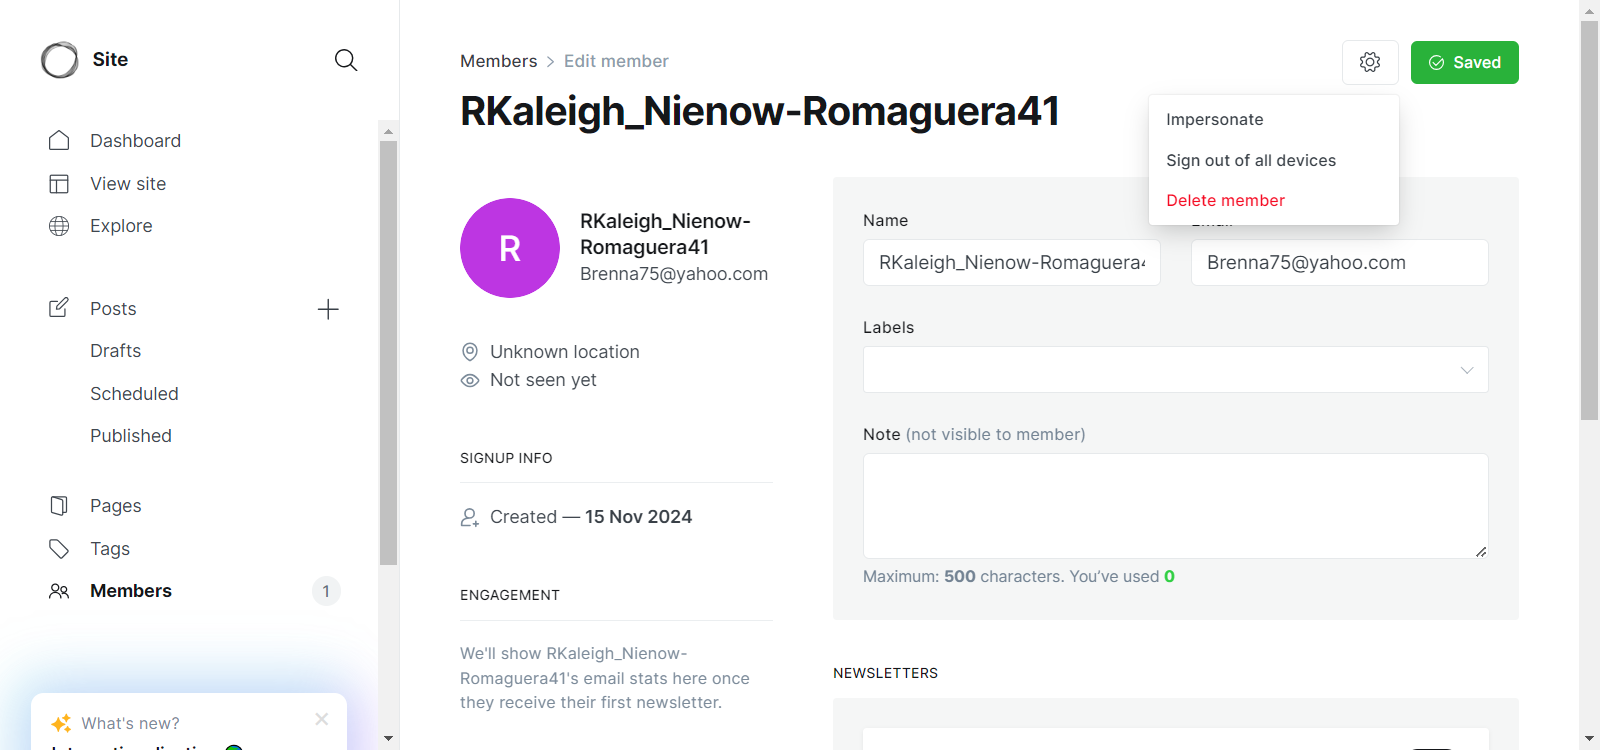 Site
Dashboard
View site
Explore
Posts
Drafts
Scheduled
Published
Pages
Tags
Members
1
What's new?
Members > Edit member
Saved
RKaleigh_Nienow-Romaguera41
Impersonate
Sign out of all devices
Delete member
R
RKaleigh_Nienow-
Romaguera41
Brenna75@yahoo.com
Unknown location
Not seen yet
SIGNUP INFO
Created — 15 Nov 2024
ENGAGEMENT
We'll show RKaleigh_Nienow-
Romaguera41's email stats here once
they receive their first newsletter.
Name
RKaleigh_Nienow-Romaguera4
Brenna75@yahoo.com
Labels
Note (not visible to member)
Maximum: 500 characters. You’ve used 0
NEWSLETTERS